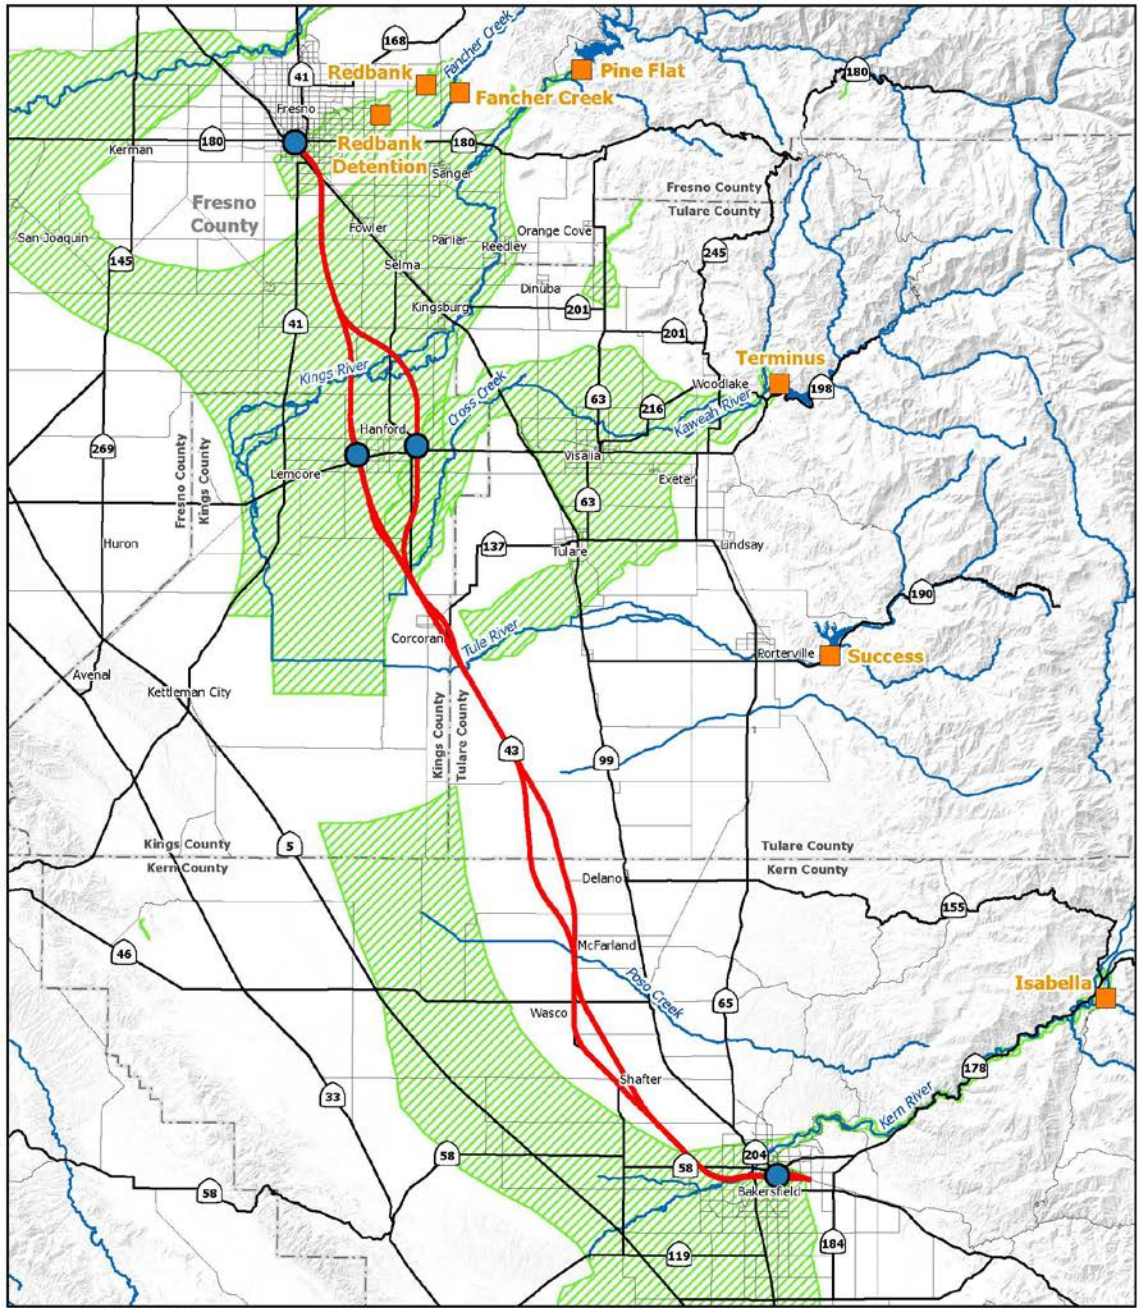 168
Fancher Creek
41
Redbank
Pine Flat
180
Fancher Creek
Fresno
Kerman
180
Redbank
Detention
180
Sanger
Fresno County
Tulare County
Fresno
County
San Joaquin
Fowler
Parlier
Orange Cove
Reedley
145
Selma
245
Dinuba
Kingsburg
201
41
201
Terminus
Kings River
Cross Creek
Woodlake
198
63
216
Kaweah River
Hanford
269
Visalia
Lemoore
Exeter
Fresno County
Kings County
63
Huron
137
Tulare
Lindsay
190
Corcoran
Tule River
Porterville
Success
Avenal
Kettleman City
Kings County
Tulare County
43
99
Kings County
Kern County
5
Tulare County
Kern County
Delano
155
46
McFarland
Poso Creek
Isabella
65
Wasco
178
Shafter
33
Kern River
58
204
58
58
Bakersfield
184
119